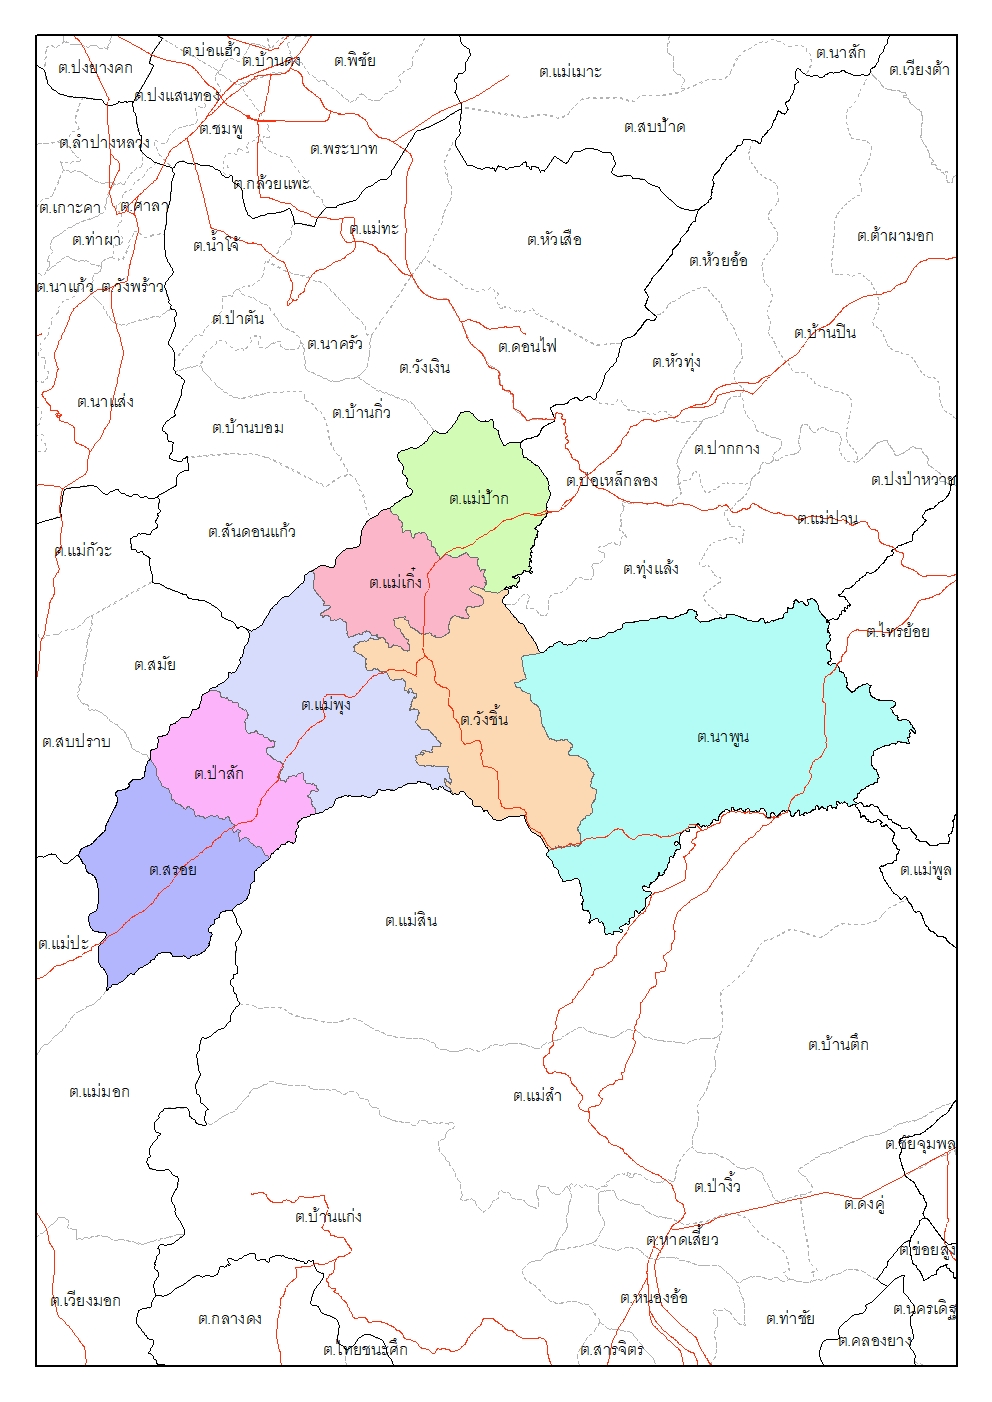 ต.บ่อแฮ้ว
ต.นาสัก
ต.ปงยางคก
ต.บ้านดง
ต.พิชัย
ต.แม่เมาะ
ต.เวียงต้า
ต.ปงแสนทอง
ต.ชมพู
ต.สบป้าด
ต.ลำปางหลวง
ต.พระบาท
ต.กล้วยแพะ
ต.เกาะคา
ต.ศาลา
ต.แม่ทะ
ต.ท่าผา
ต.น้ำโจ้
ต.หัวเสือ
ต.ต้าผามอก
ต.ห้วยอ้อ
ต.นาแก้ว
ต.วังพร้าว
ต.ป่าตัน
ต.บ้านปิน
ต.นาครัว
ต.ดอนไฟ
ต.หัวทุ่ง
ต.วังเงิน
ต.นาแส่ง
ต.บ้านกิ่ว
ต.บ้านบอม
ต.ปากกาง
ต.บ่อเหล็กลอง
ต.ปงป่าหวาย
ต.แม่ป้าก
ต.แม่ปาน
ต.สันดอนแก้ว
ต.แม่กัวะ
ต.ทุ่งแล้ง
ต.แม่เกิ๋ง
ต.ไทรย้อย
ต.สมัย
ต.แม่พุง
ต.วังชิ้น
ต.นาพูน
ต.สบปราบ
ต.ป่าสัก
ต.สรอย
ต.แม่พูล
ต.แม่สิน
ต.แม่ปะ
ต.บ้านตึก
ต.แม่มอก
ต.แม่สำ
ต.ชัยจุมพล
ต.ป่างิ้ว
ต.ดงคู่
ต.บ้านแก่ง
ต.หาดเสี้ยว
ต.ข่อยสูง
ต.เวียงมอก
ต.หนองอ้อ
ต.นครเดิฐ
ต.กลางดง
ต.ท่าชัย
ต.คลองยาง
ต.ไทยชนะศึก
ต.สารจิตร